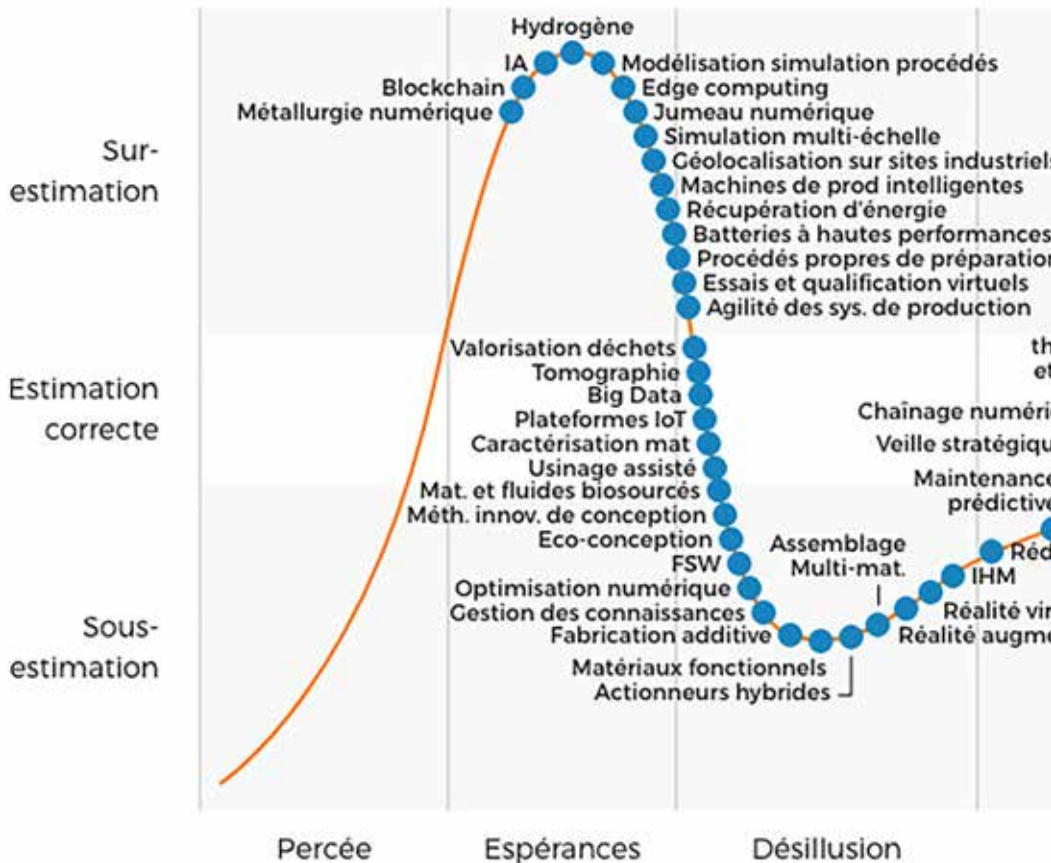 Hydrogène
IA
Modélisation simulation procédés
Blockchain
Edge computing
Métallurgie numérique
Jumeau numérique
Simulation multi-échelle
Sur-
estimation
Géolocalisation sur sites industriels
Machines de prod intelligentes
Récupération d'énergie
Batteries à hautes performances
Procédés propres de préparation
Essais et qualification virtuels
Agilité des sys. de production
Valorisation déchets
th
et
Tomographie
Big Data
Estimation
correcte
Plateformes IoT
Chaînage numéri
Caractérisation mat
Veille stratégiqu
Usinage assisté
Mat. et fluides biosourcés
Maintenance
prédictive
Méth. innov. de conception
Eco-conception
Assemblage
Multi-mat.
FSW
Réd
IHM
Optimisation numérique
Gestion des connaissances
Réalité vir
Fabrication additive
Réalité augme
Sous-
estimation
Matériaux fonctionnels
Actionneurs hybrides
Percée
Espérances
Désillusion